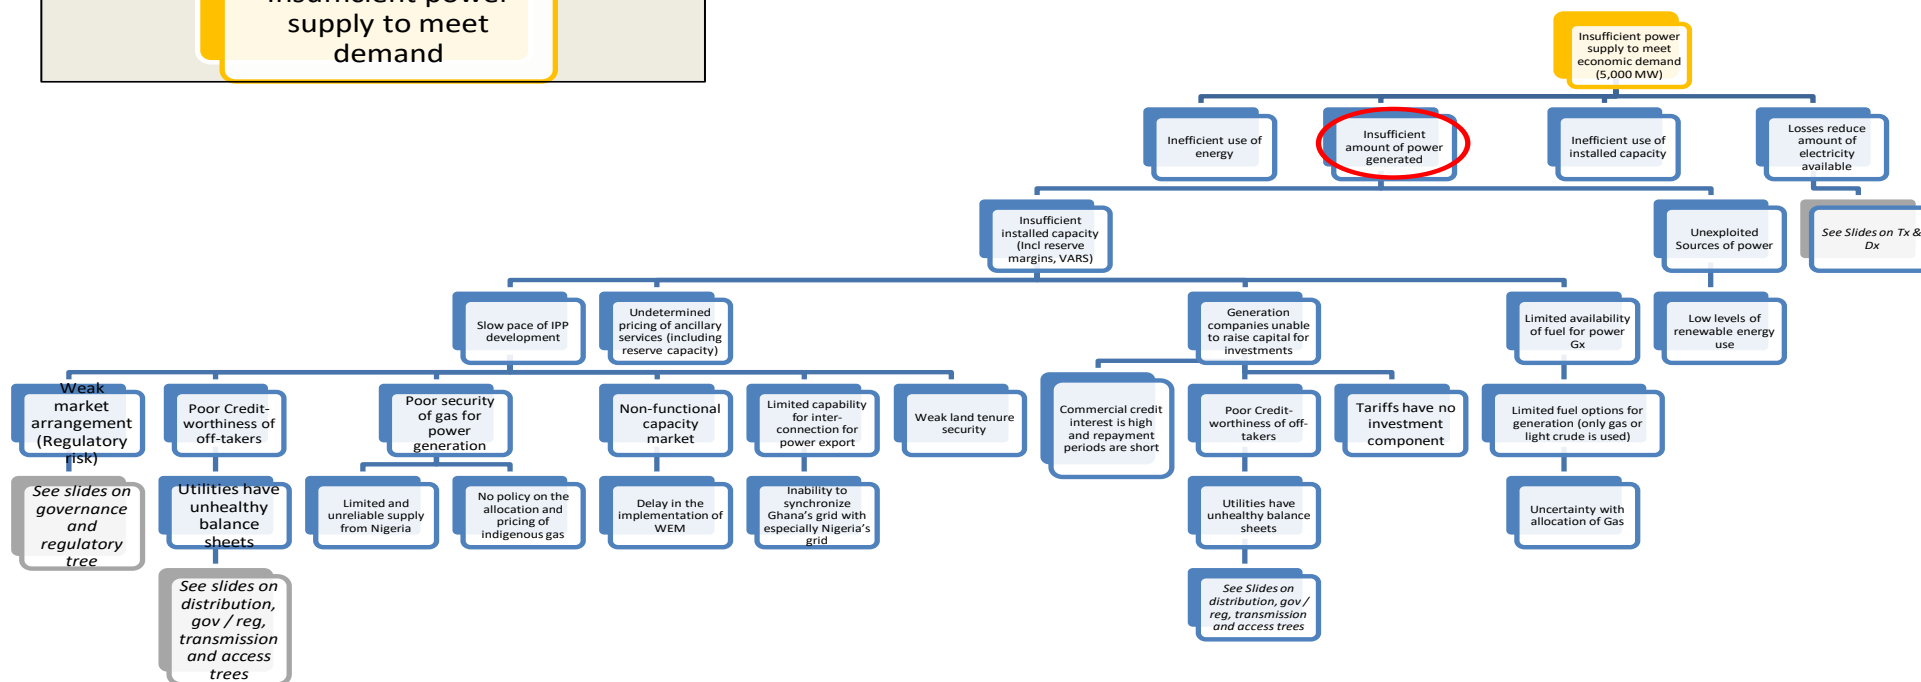 Insufficient power
supply to meet
demand
Insufficient power
supply to meet
economic demand
(5,000 MW)
Inefficient use of
energy
Insufficient
amount of power
generated
Inefficient use of
installed capacity
Losses reduce
amount of
electricity
available
Insufficient
installed capacity
(Incl reserve
margins, VARS)
Unexploited
Sources of power
See Slides on Tx &
Dx
Slow pace of IPP
development
Undetermined
pricing of ancillary
services (including
reserve capacity)
Generation
companies unable
to raise capital for
investments
Limited availability
of fuel for power
Gx
Low levels of
renewable energy
use
Weak
market
arrangement
(Regulatory
risk)
Poor Credit-
worthiness of
off-takers
Poor security
of gas for
power
generation
Non-functional
capacity
market
Limited capability
for inter-
connection for
power export
Weak land tenure
security
Commercial credit
interest is high
and repayment
periods are short
Poor Credit-
worthiness of off-
takers
Tariffs have no
investment
component
Limited fuel options for
generation (only gas or
light crude is used)
See slides on
governance
and
regulatory
tree
Utilities have
unhealthy
balance
sheets
Limited and
unreliable supply
from Nigeria
No policy on the
allocation and
pricing of
indigenous gas
Delay in the
implementation of
WEM
Inability to
synchronize
Ghana's grid with
especially Nigeria's
grid
Utilities have
unhealthy balance
sheets
Uncertainty with
allocation of Gas
See slides on
distribution,
gov / reg,
transmission
and access
trees
See Slides on
distribution, gov /
reg, transmission
and access trees